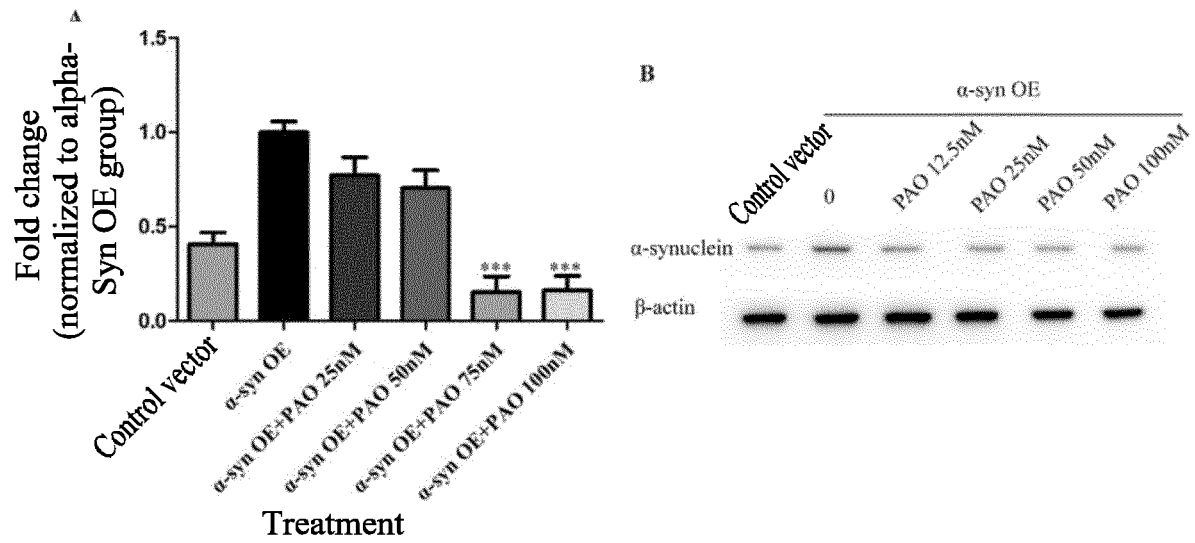 A
Fold change
(normalized to alpha-
Syn OE group)
1.5
1.0
0.5
0.0
***
***
Control vector
α-syn OE
α-syn OE+PAO 25nM
α-syn OE+PAO 50nM
α-syn OE+PAO 75nM
α-syn OE+PAO 100nM
Treatment
B
α-syn OE
Control vector
0
PAO 12.5nM
PAO 25nM
PAO 50nM
PAO 100nM
α-synuclein
β-actin